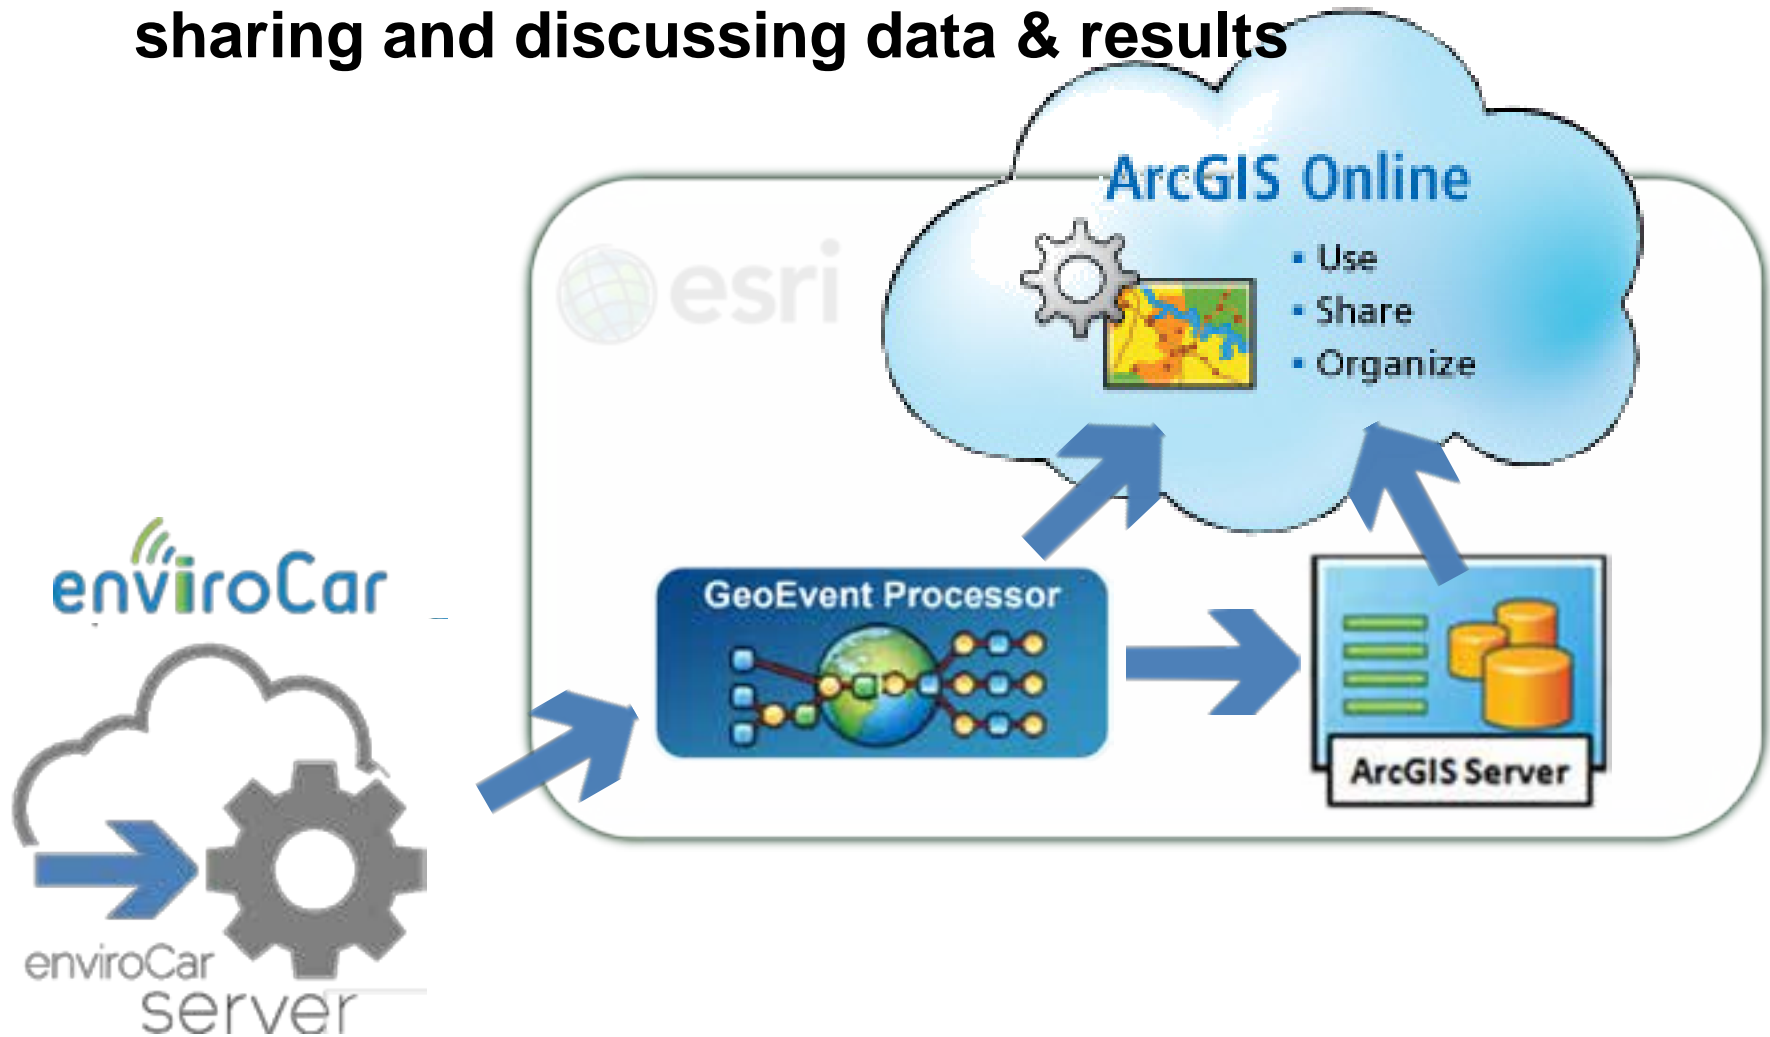 sharing and discussing data & results
ArcGIS Online
esri
▪ Use
▪ Share
▪ Organize
enviroCar
GeoEvent Processor
ArcGIS Server
enviroCar
server